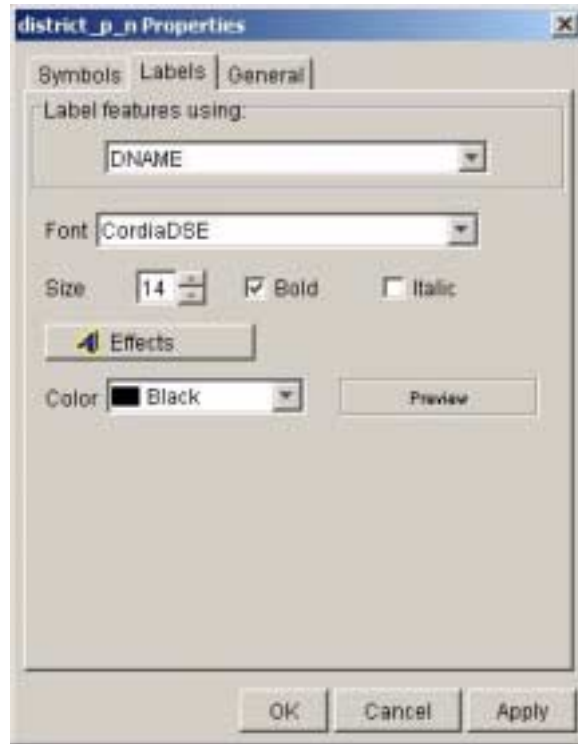 district_p_n Properties
Symbols Labels General
Label features using:
DNAME
Font CordiaDSE
Size 14 Bold Italic
Effects
Color Black Preview
OK Cancel Apply